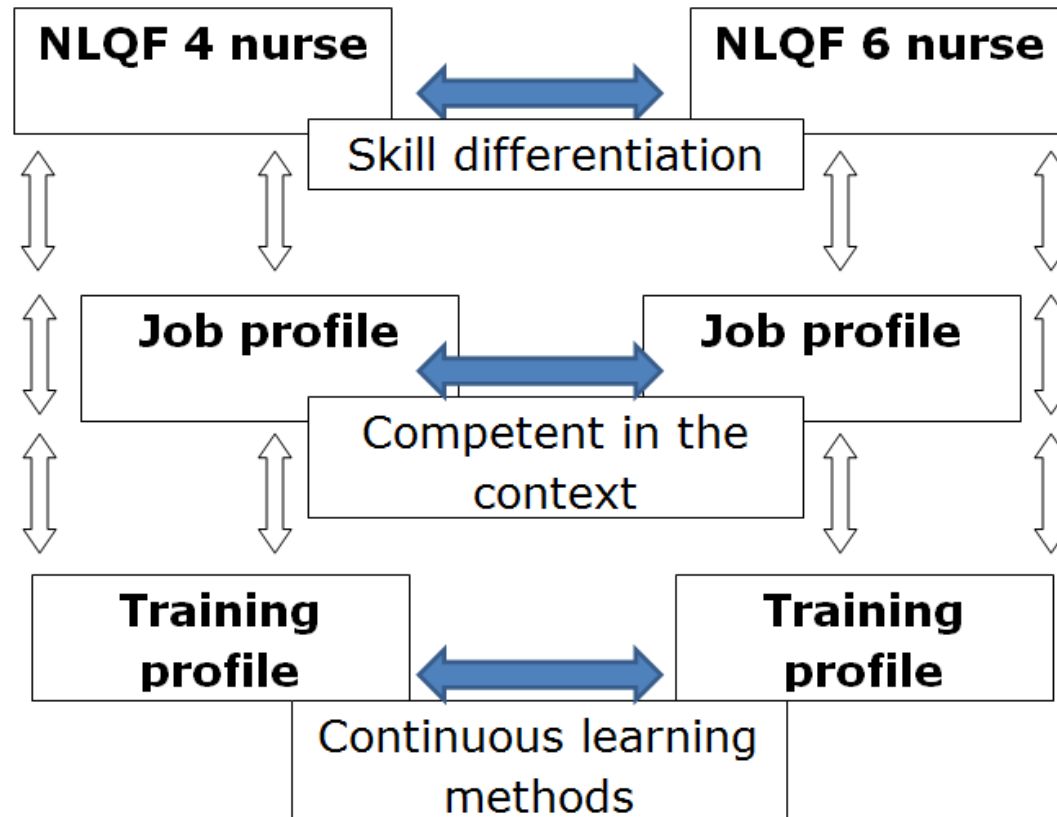 NLQF 4 nurse
NLQF 6 nurse
Skill differentiation
Job profile
Job profile
Competent in the
context
Training
profile
Training
profile
Continuous learning
methods